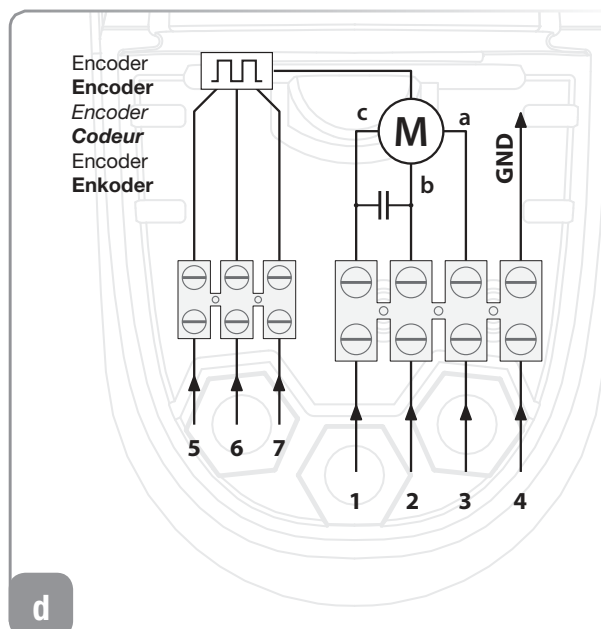 Encoder
Encoder
Encoder
Codeur
Encoder
Enkoder
c
M
a
b
GND
5 6 7
1 2 3 4
d